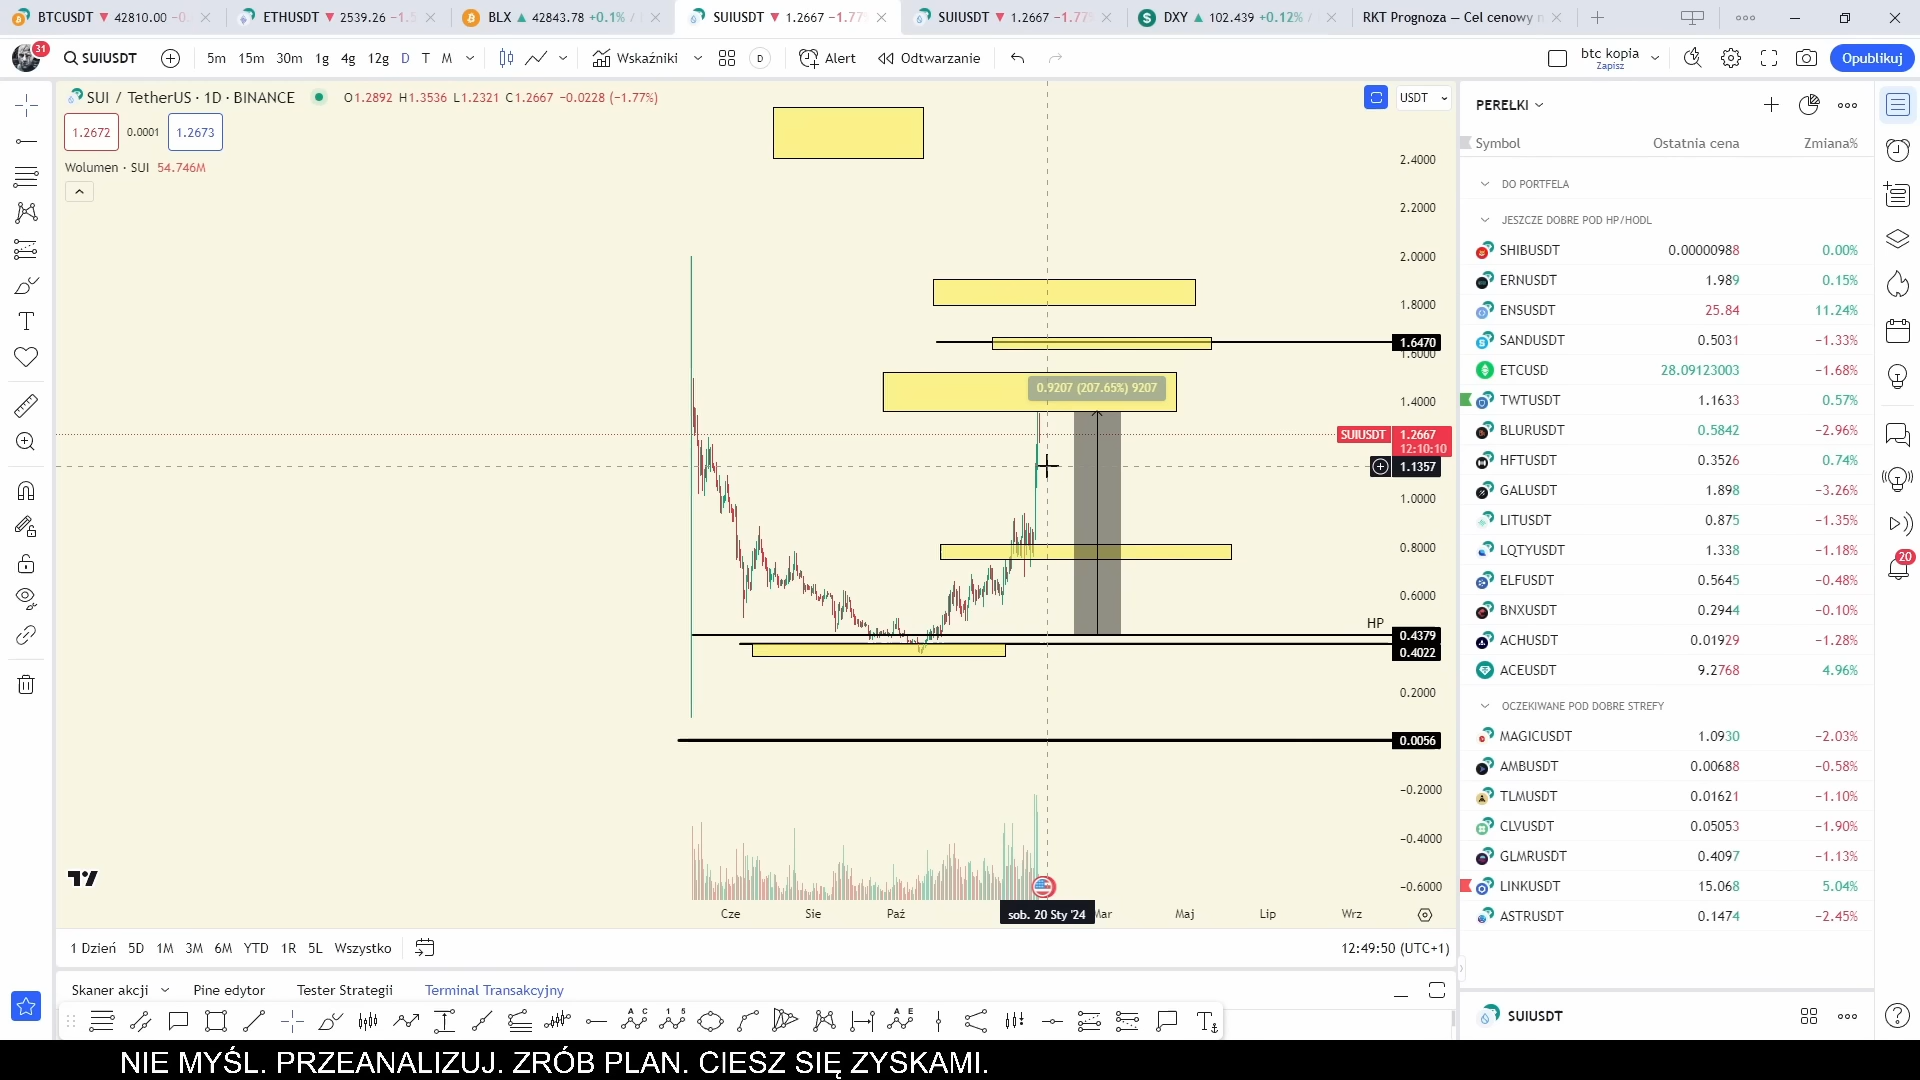 BTCUSDT ▼ 42810.00 −0.
ETHUSDT ▼ 2539.26 −1.5
BLX ▲ 42843.78 +0.1% /
SUIUSDT ▼ 1.2667 −1.77
SUIUSDT ▼ 1.2667 −1.77
DXY ▲ 102.439 +0.12% /
RKT Prognoza — Cel cenowy
31
SUIUSDT
5m 15m 30m 1g 4g 12g D T M
Wskaźniki
D
Alert
Odtwarzanie
btc kopia
Zapisz
Opublikuj
SUI / TetherUS · 1D · BINANCE
O1.2892 H1.3536 L1.2321 C1.2667 −0.0228 (−1.77%)
USDT
1.2672 0.0001 1.2673
Wolumen · SUI 54.746M
2.4000
2.2000
2.0000
1.8000
1.6470
1.6000
0.9207 (207.65%) 9207
1.4000
SUIUSDT 1.2667
12:10:10
1.1357
1.0000
0.8000
0.6000
HP
0.4379
0.4022
0.2000
0.0056
−0.2000
−0.4000
−0.6000
Cze Sie Paź sob. 20 Sty '24 Mar Maj Lip Wrz
1 Dzień 5D 1M 3M 6M YTD 1R 5L Wszystko
12:49:50 (UTC+1)
Skaner akcji Pine edytor Tester Strategii Terminal Transakcyjny
PERELKI
Symbol Ostatnia cena Zmiana%
DO PORTFELA
JESZCZE DOBRE POD HP/HODL
SHIBUSDT 0.00000988 0.00%
ERNUSDT 1.989 0.15%
ENSUSDT 25.84 11.24%
SANDUSDT 0.5031 −1.33%
ETCUSD 28.09123003 −1.68%
TWTUSDT 1.1633 0.57%
BLURUSDT 0.5842 −2.96%
HFTUSDT 0.3526 0.74%
GALUSDT 1.898 −3.26%
LITUSDT 0.875 −1.35%
LQTYUSDT 1.338 −1.18%
ELFUSDT 0.5645 −0.48%
BNXUSDT 0.2944 −0.10%
ACHUSDT 0.01929 −1.28%
ACEUSDT 9.2768 4.96%
OCZEKIWANE POD DOBRE STREFY
MAGICUSDT 1.0930 −2.03%
AMBUSDT 0.00688 −0.58%
TLMUSDT 0.01621 −1.10%
CLVUSDT 0.05053 −1.90%
GLMRUSDT 0.4097 −1.13%
LINKUSDT 15.068 5.04%
ASTRUSDT 0.1474 −2.45%
SUIUSDT
20
NIE MYŚL. PRZEANALIZUJ. ZRÓB PLAN. CIESZ SIĘ ZYSKAMI.